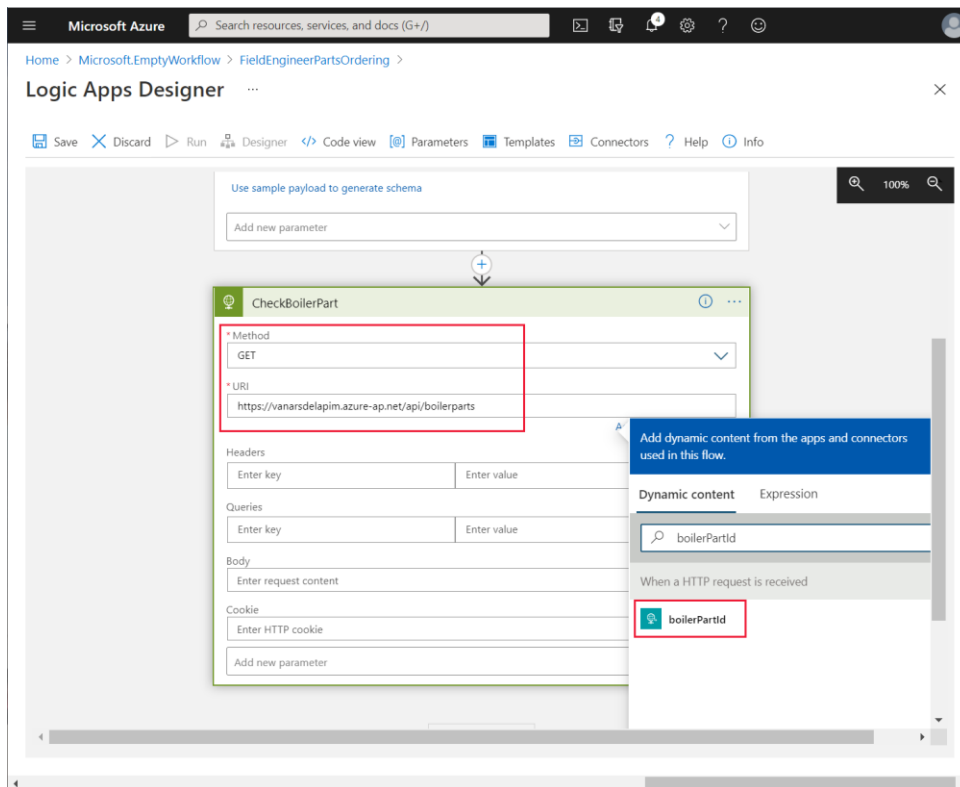 Microsoft Azure
Search resources, services, and docs (G+/)
4
Home > Microsoft.EmptyWorkflow > FieldEngineerPartsOrdering >
Logic Apps Designer ...
Save Discard Run Designer Code view Parameters Templates Connectors ? Help Info
Use sample payload to generate schema
100%
Add new parameter
CheckBoilerPart
* Method
GET
* URI
https://vanarsdelapim.azure-ap.net/api/boilerparts
A
Add dynamic content from the apps and connectors
used in this flow.
Headers
Enter key Enter value
Dynamic content Expression
Queries
Enter key Enter value
boilerPartId
Body
Enter request content
When a HTTP request is received
Cookie
Enter HTTP cookie
boilerPartId
Add new parameter